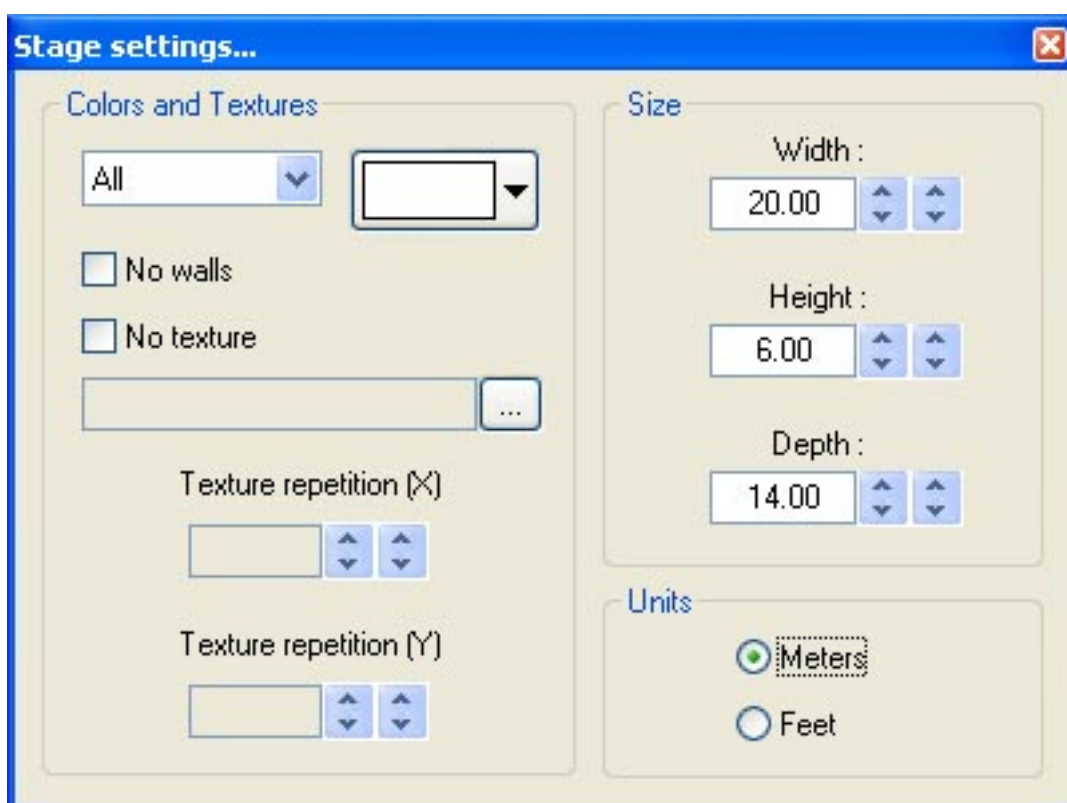 Stage settings...
Colors and Textures
All
No walls
No texture
...
Texture repetition (X)
Texture repetition (Y)
Size
Width :
20.00
Height :
6.00
Depth :
14.00
Units
Meters
Feet